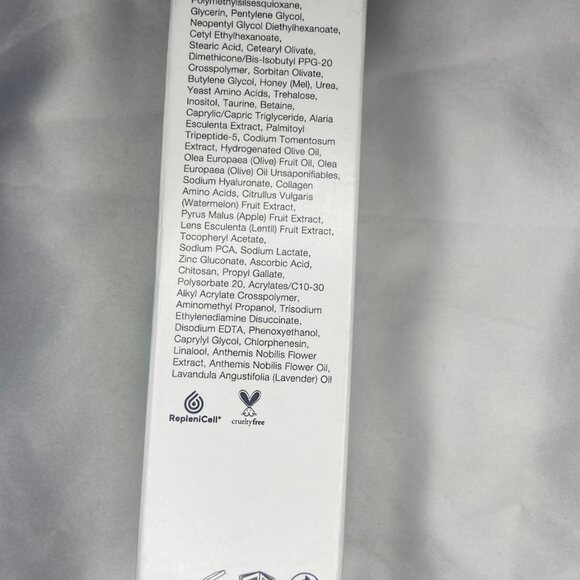 Polymethylsilsesquioxane,
Glycerin, Pentylene Glycol,
Neopentyl Glycol Diethylhexanoate,
Cetyl Ethylhexanoate,
Stearic Acid, Cetearyl Olivate,
Dimethicone/Bis-Isobutyl PPG-20
Crosspolymer, Sorbitan Olivate,
Butylene Glycol, Honey (Mel), Urea,
Yeast Amino Acids, Trehalose,
Inositol, Taurine, Betaine,
Caprylic/Capric Triglyceride, Alaria
Esculenta Extract, Palmitoyl
Tripeptide-5, Codium Tomentosum
Extract, Hydrogenated Olive Oil,
Olea Europaea (Olive) Fruit Oil, Olea
Europaea (Olive) Oil Unsaponifiables,
Sodium Hyaluronate, Collagen
Amino Acids, Citrullus Vulgaris
(Watermelon) Fruit Extract,
Pyrus Malus (Apple) Fruit Extract,
Lens Esculenta (Lentil) Fruit Extract,
Tocopheryl Acetate,
Sodium PCA, Sodium Lactate,
Zinc Gluconate, Ascorbic Acid,
Chitosan, Propyl Gallate,
Polysorbate 20, Acrylates/C10-30
Alkyl Acrylate Crosspolymer,
Aminomethyl Propanol, Trisodium
Ethylenediamine Disuccinate,
Disodium EDTA, Phenoxyethanol,
Caprylyl Glycol, Chlorphenesin,
Linalool, Anthemis Nobilis Flower
Extract, Anthemis Nobilis Flower Oil,
Lavandula Angustifolia (Lavender) Oil
RepleniCell®
crueltyfree